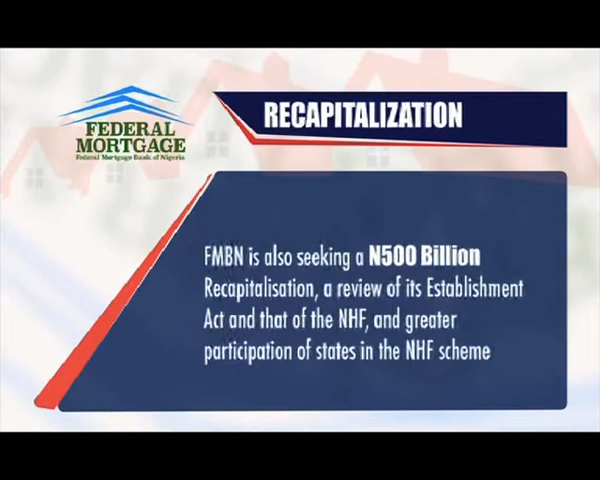 FEDERAL
MORTGAGE
Federal Mortgage Bank of Nigeria
RECAPITALIZATION
FMBN is also seeking a N500 Billion
Recapitalisation, a review of its Establishment
Act and that of the NHF, and greater
participation of states in the NHF scheme